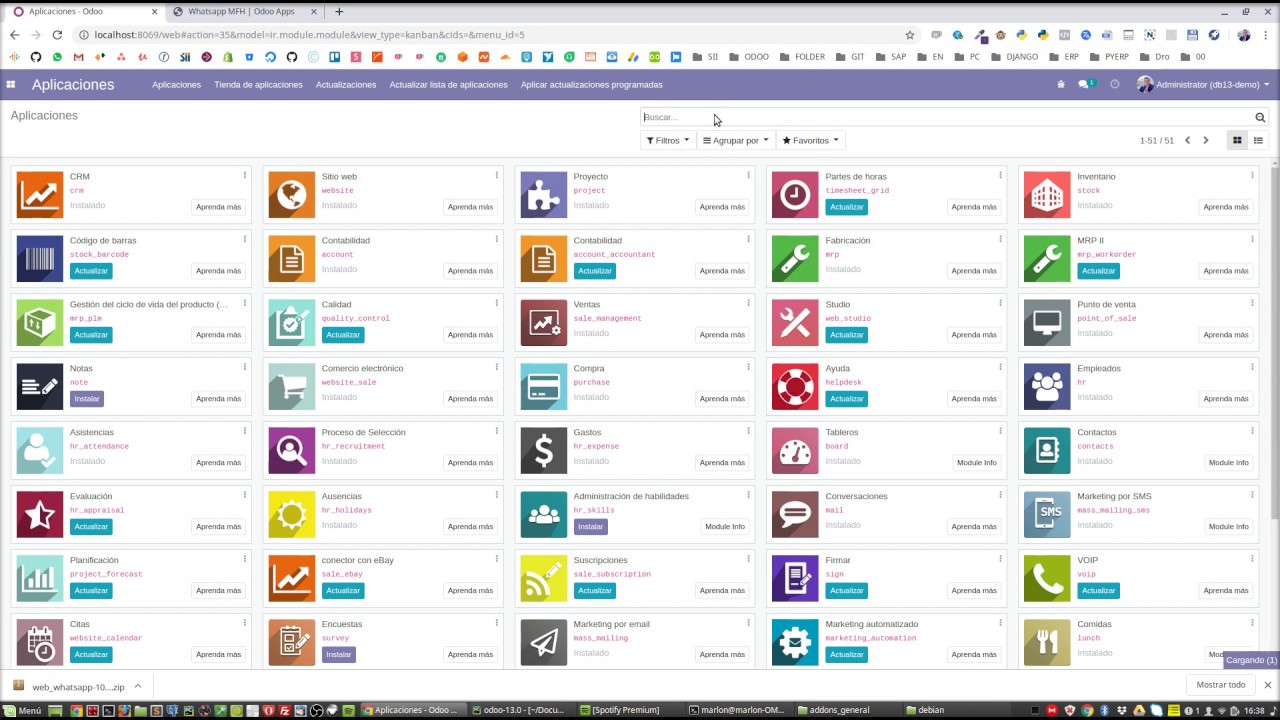 Aplicaciones - Odoo
Whatsapp MFH | Odoo Apps
localhost:8069/web#action=35&model=ir.module.module&view_type=kanban&cids=&menu_id=5
SII ODOO FOLDER GIT SAP EN PC DJANGO ERP PYERP Dro 00
Aplicaciones Aplicaciones Tienda de aplicaciones Actualizaciones Actualizar lista de aplicaciones Aplicar actualizaciones programadas 1 Administrator (db13-demo)
Aplicaciones Buscar...
Filtros Agrupar por Favoritos 1-51 / 51
CRM Sitio web Proyecto Partes de horas Inventario
crm website project timesheet_grid stock
Instalado Aprenda más Instalado Aprenda más Instalado Aprenda más Actualizar Aprenda más Instalado Aprenda más
Código de barras Contabilidad Contabilidad Fabricación MRP II
stock_barcode account account_accountant mrp mrp_workorder
Actualizar Aprenda más Instalado Aprenda más Actualizar Aprenda más Instalado Aprenda más Actualizar Aprenda más
Gestión del ciclo de vida del producto (... Calidad Ventas Studio Punto de venta
mrp_plm quality_control sale_management web_studio point_of_sale
Actualizar Aprenda más Actualizar Aprenda más Instalado Aprenda más Actualizar Aprenda más Instalado Aprenda más
Notas Comercio electrónico Compra Ayuda Empleados
note website_sale purchase helpdesk hr
Instalar Aprenda más Instalado Aprenda más Instalado Aprenda más Actualizar Aprenda más Instalado Aprenda más
Asistencias Proceso de Selección Gastos Tableros Contactos
hr_attendance hr_recruitment hr_expense board contacts
Instalado Aprenda más Instalado Aprenda más Instalado Aprenda más Instalado Module Info Instalado Module Info
Evaluación Ausencias Administración de habilidades Conversaciones Marketing por SMS
hr_appraisal hr_holidays hr_skills mail mass_mailing_sms
Actualizar Aprenda más Instalado Aprenda más Instalar Module Info Instalado Aprenda más SMS Instalado Module Info
Planificación conector con eBay Suscripciones Firmar VOIP
project_forecast sale_ebay sale_subscription sign voip
Actualizar Aprenda más Actualizar Aprenda más Actualizar Aprenda más Actualizar Aprenda más Actualizar Aprenda más
Citas Encuestas Marketing por email Marketing automatizado Comidas
website_calendar survey mass_mailing marketing_automation lunch
Actualizar Aprenda más Instalar Aprenda más Instalado Aprenda más Actualizar Aprenda más Instalado
Cargando (1)
web_whatsapp-10....zip Mostrar todo
Menú Aplicaciones - Odoo ... odoo-13.0 - [~/Docu... [Spotify Premium] marlon@marlon-OM... addons_general debian 16:38